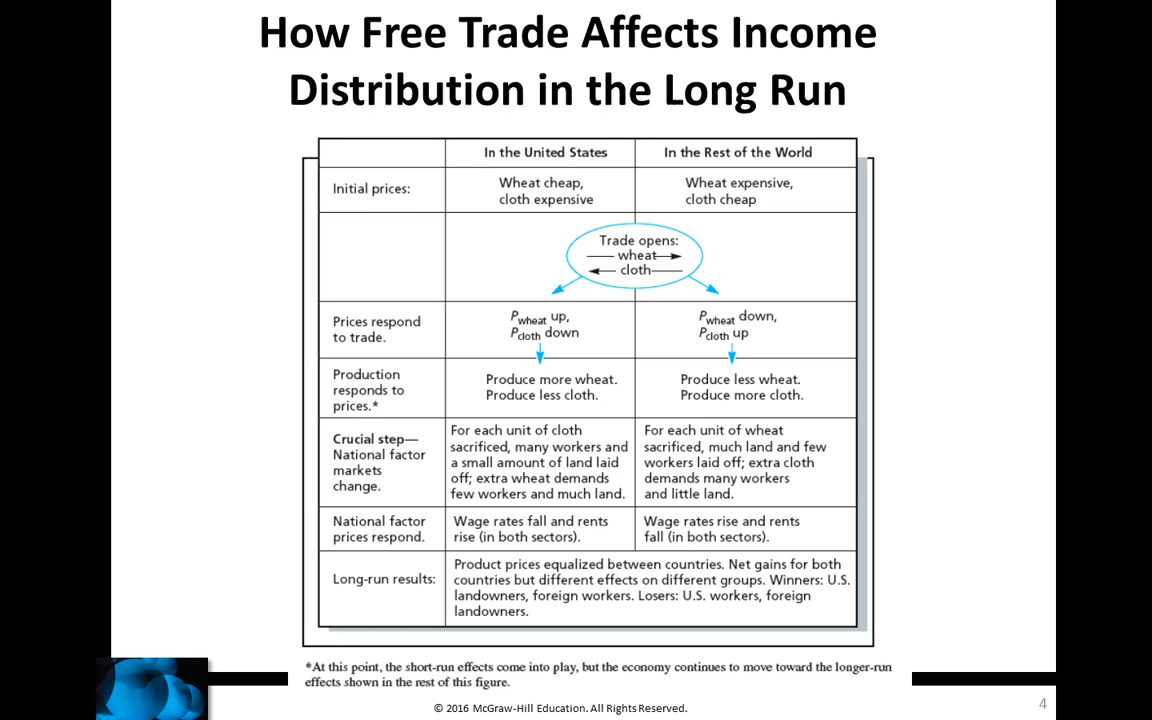 How Free Trade Affects Income
Distribution in the Long Run
In the United States
In the Rest of the World
Initial prices:
Wheat cheap,
cloth expensive
Wheat expensive,
cloth cheap
Trade opens:
wheat
cloth
Prices respond
to trade.
Pwheat up,
Pcloth down
Pwheat down,
Pcloth up
Production
responds to
prices.*
Produce more wheat.
Produce less cloth.
Produce less wheat.
Produce more cloth.
Crucial step—
National factor
markets
change.
For each unit of cloth
sacrificed, many workers and
a small amount of land laid
off; extra wheat demands
few workers and much land.
For each unit of wheat
sacrificed, much land and few
workers laid off; extra cloth
demands many workers
and little land.
National factor
prices respond.
Wage rates fall and rents
rise (in both sectors).
Wage rates rise and rents
fall (in both sectors).
Long-run results:
Product prices equalized between countries. Net gains for both
countries but different effects on different groups. Winners: U.S.
landowners, foreign workers. Losers: U.S. workers, foreign
landowners.
*At this point, the short-run effects come into play, but the economy continues to move toward the longer-run
effects shown in the rest of this figure.
© 2016 McGraw-Hill Education. All Rights Reserved.
4